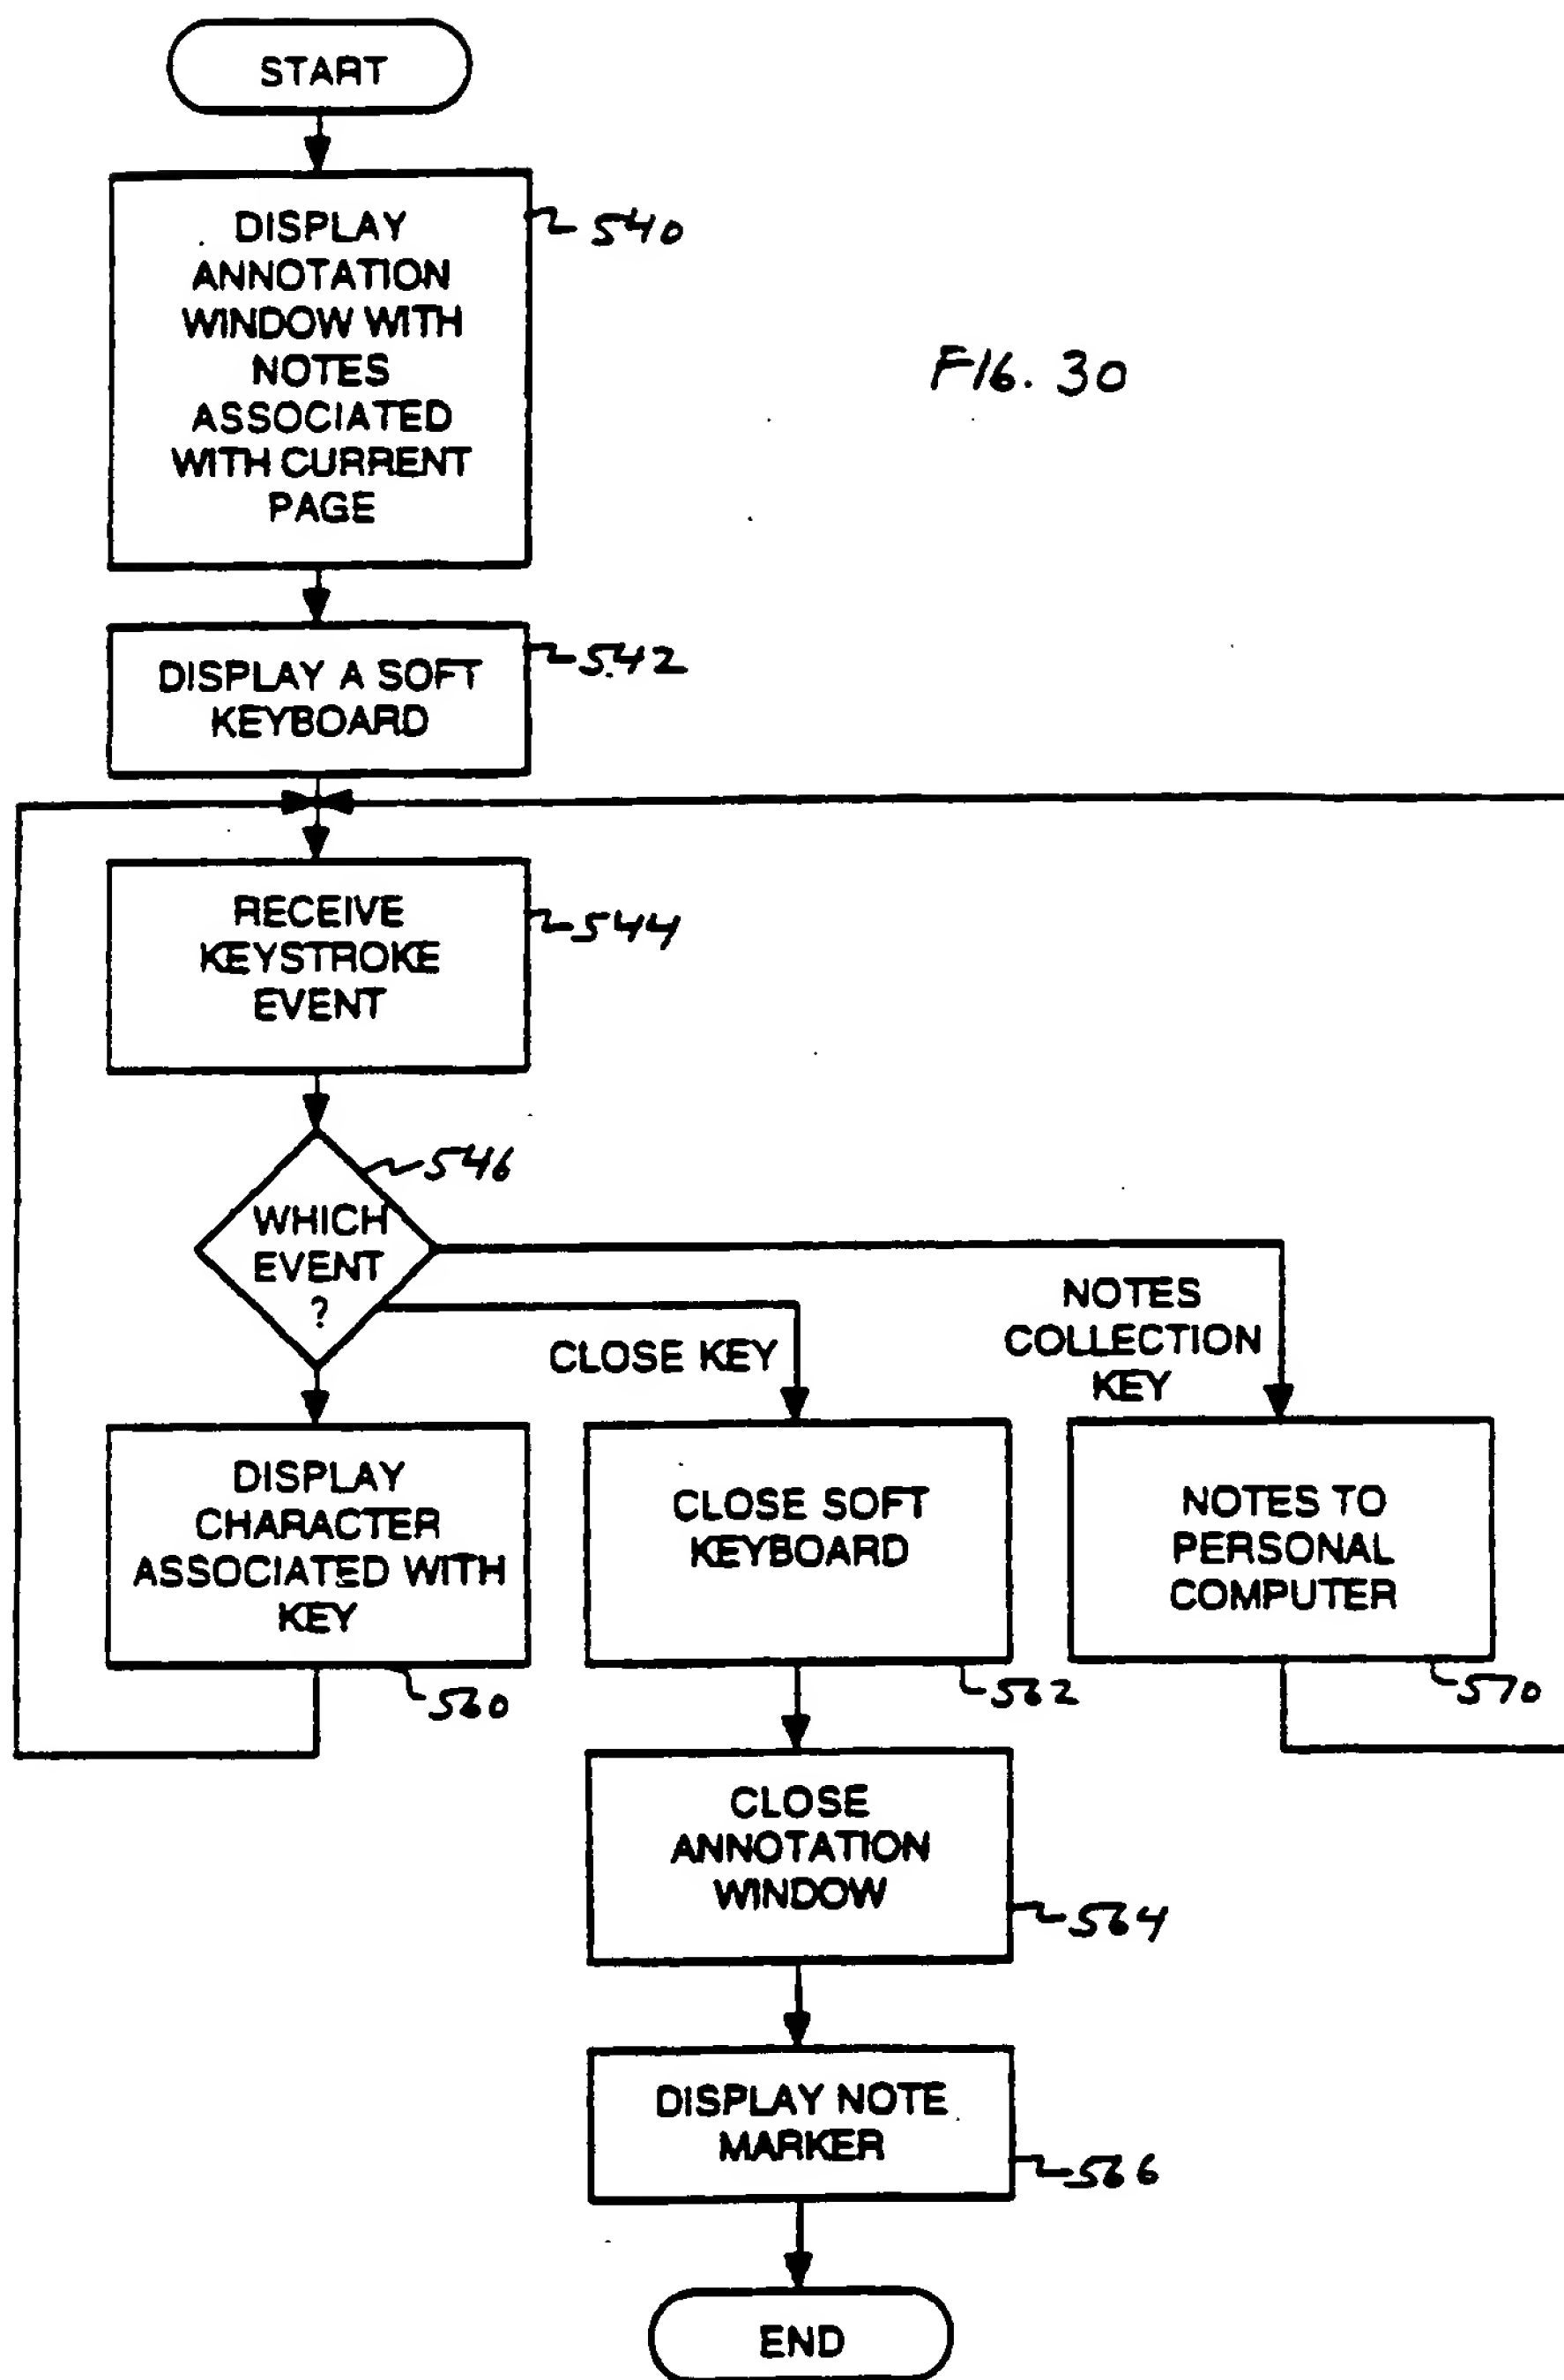 START
DISPLAY
ANNOTATION
WINDOW WITH
NOTES
ASSOCIATED
WITH CURRENT
PAGE
540
FIG. 30
DISPLAY A SOFT
KEYBOARD
542
RECEIVE
KEYSTROKE
EVENT
544
WHICH
EVENT
?
546
CLOSE KEY
NOTES
COLLECTION
KEY
DISPLAY
CHARACTER
ASSOCIATED WITH
KEY
560
CLOSE SOFT
KEYBOARD
562
NOTES TO
PERSONAL
COMPUTER
570
CLOSE
ANNOTATION
WINDOW
564
DISPLAY NOTE
MARKER
566
END